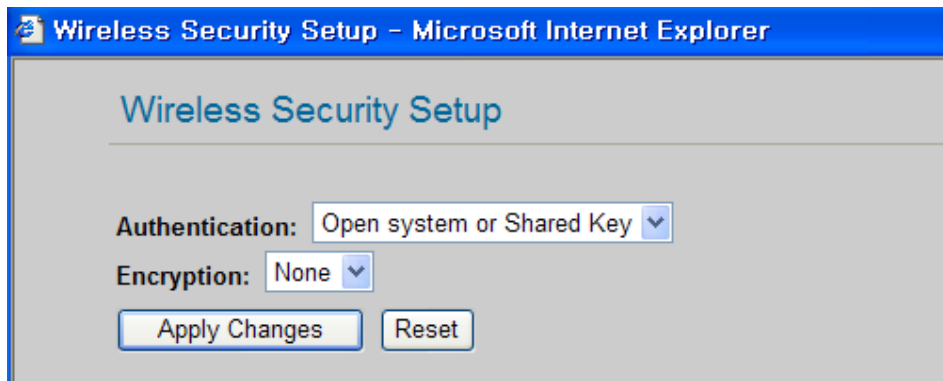 Wireless Security Setup - Microsoft Internet Explorer
Wireless Security Setup
Authentication: Open system or Shared Key
Encryption: None
Apply Changes Reset